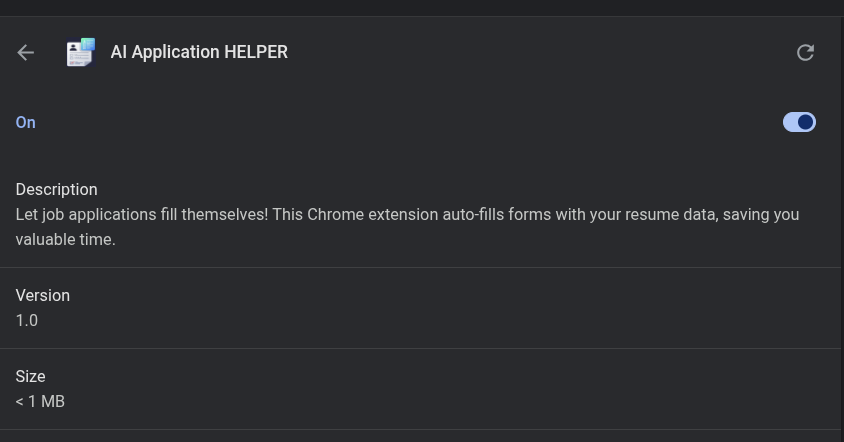 AI Application HELPER
On
Description
Let job applications fill themselves! This Chrome extension auto-fills forms with your resume data, saving you
valuable time.
Version
1.0
Size
< 1 MB